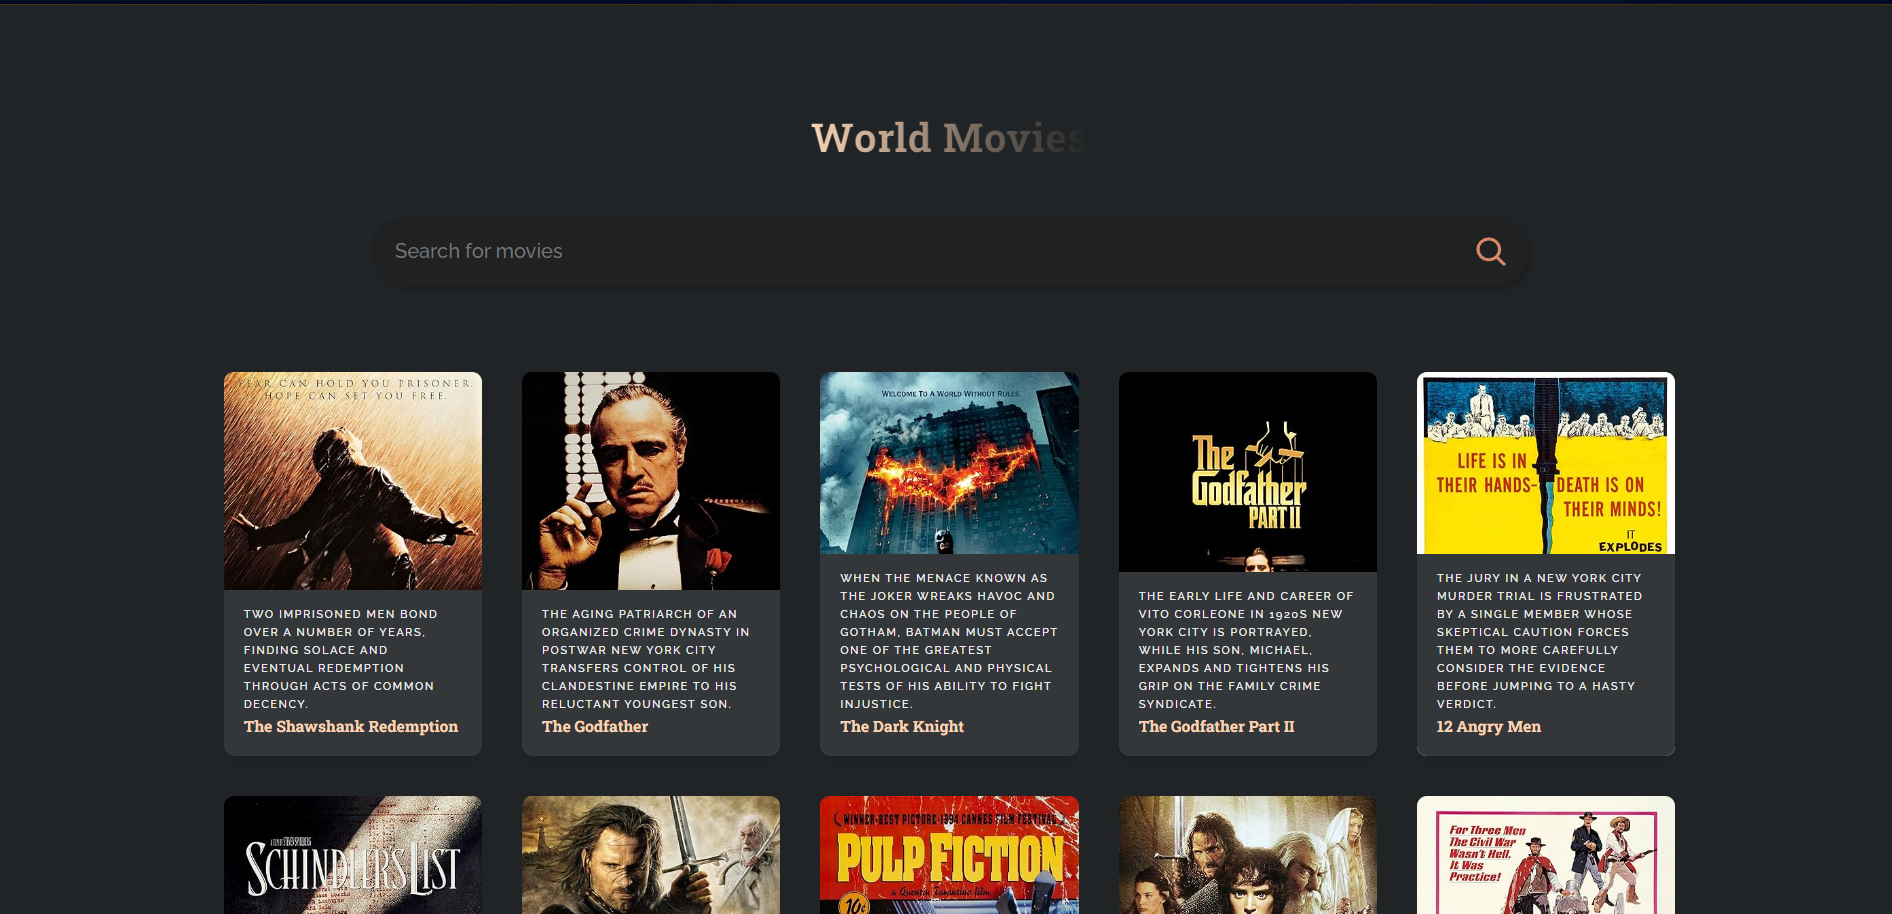 World Movies
Search for movies
FEAR CAN HOLD YOU PRISONER.
HOPE CAN SET YOU FREE.
TWO IMPRISONED MEN BOND
OVER A NUMBER OF YEARS,
FINDING SOLACE AND
EVENTUAL REDEMPTION
THROUGH ACTS OF COMMON
DECENCY.
The Shawshank Redemption
THE AGING PATRIARCH OF AN
ORGANIZED CRIME DYNASTY IN
POSTWAR NEW YORK CITY
TRANSFERS CONTROL OF HIS
CLANDESTINE EMPIRE TO HIS
RELUCTANT YOUNGEST SON.
The Godfather
WELCOME TO A WORLD WITHOUT RULES.
WHEN THE MENACE KNOWN AS
THE JOKER WREAKS HAVOC AND
CHAOS ON THE PEOPLE OF
GOTHAM, BATMAN MUST ACCEPT
ONE OF THE GREATEST
PSYCHOLOGICAL AND PHYSICAL
TESTS OF HIS ABILITY TO FIGHT
INJUSTICE.
The Dark Knight
The
Godfather
PART II
THE EARLY LIFE AND CAREER OF
VITO CORLEONE IN 1920S NEW
YORK CITY IS PORTRAYED,
WHILE HIS SON, MICHAEL,
EXPANDS AND TIGHTENS HIS
GRIP ON THE FAMILY CRIME
SYNDICATE.
The Godfather Part II
LIFE IS IN
THEIR HANDS- DEATH IS ON
THEIR MINDS!
IT
EXPLODES
THE JURY IN A NEW YORK CITY
MURDER TRIAL IS FRUSTRATED
BY A SINGLE MEMBER WHOSE
SKEPTICAL CAUTION FORCES
THEM TO MORE CAREFULLY
CONSIDER THE EVIDENCE
BEFORE JUMPING TO A HASTY
VERDICT.
12 Angry Men
SCHINDLER'S LIST
WINNER·BEST PICTURE·1994 CANNES FILM FESTIVAL
PULP FICTION
a Quentin Tarantino film
10¢
For Three Men
The Civil War
Wasn't Hell.
It Was
Practice!